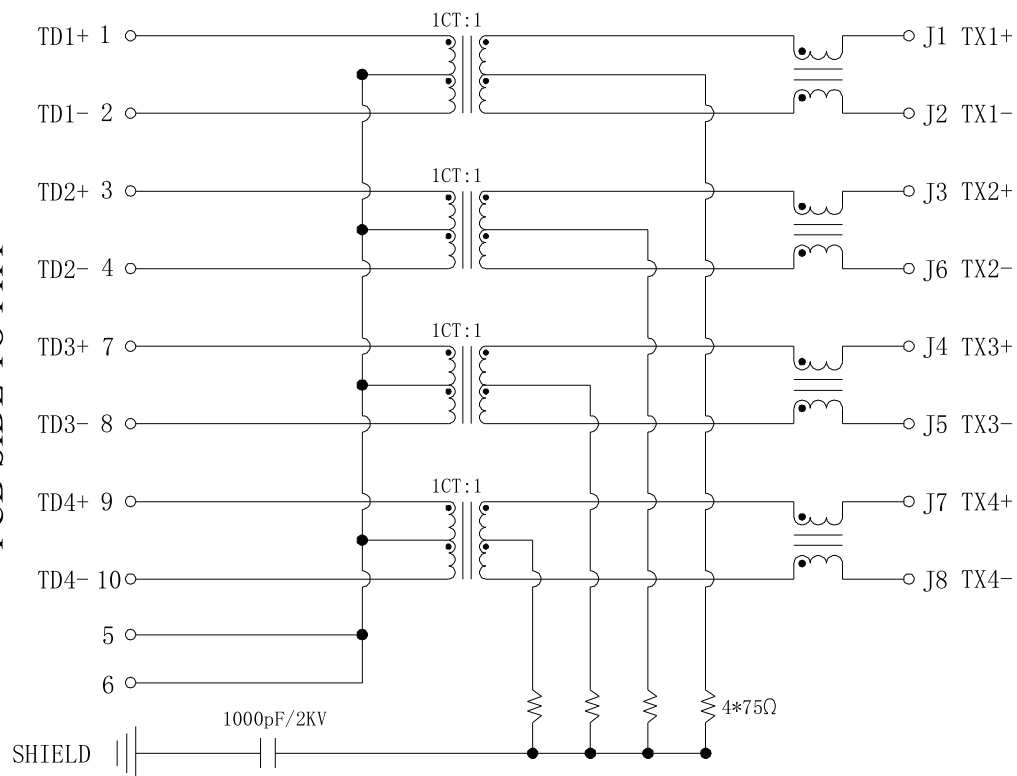 1CT:1
TD1+ 1 J1 TX1+
TD1- 2 J2 TX1-
1CT:1
TD2+ 3 J3 TX2+
TD2- 4 J6 TX2-
1CT:1
TD3+ 7 J4 TX3+
TD3- 8 J5 TX3-
1CT:1
TD4+ 9 J7 TX4+
TD4- 10 J8 TX4-
5
6
4*75Ω
1000pF/2KV
SHIELD